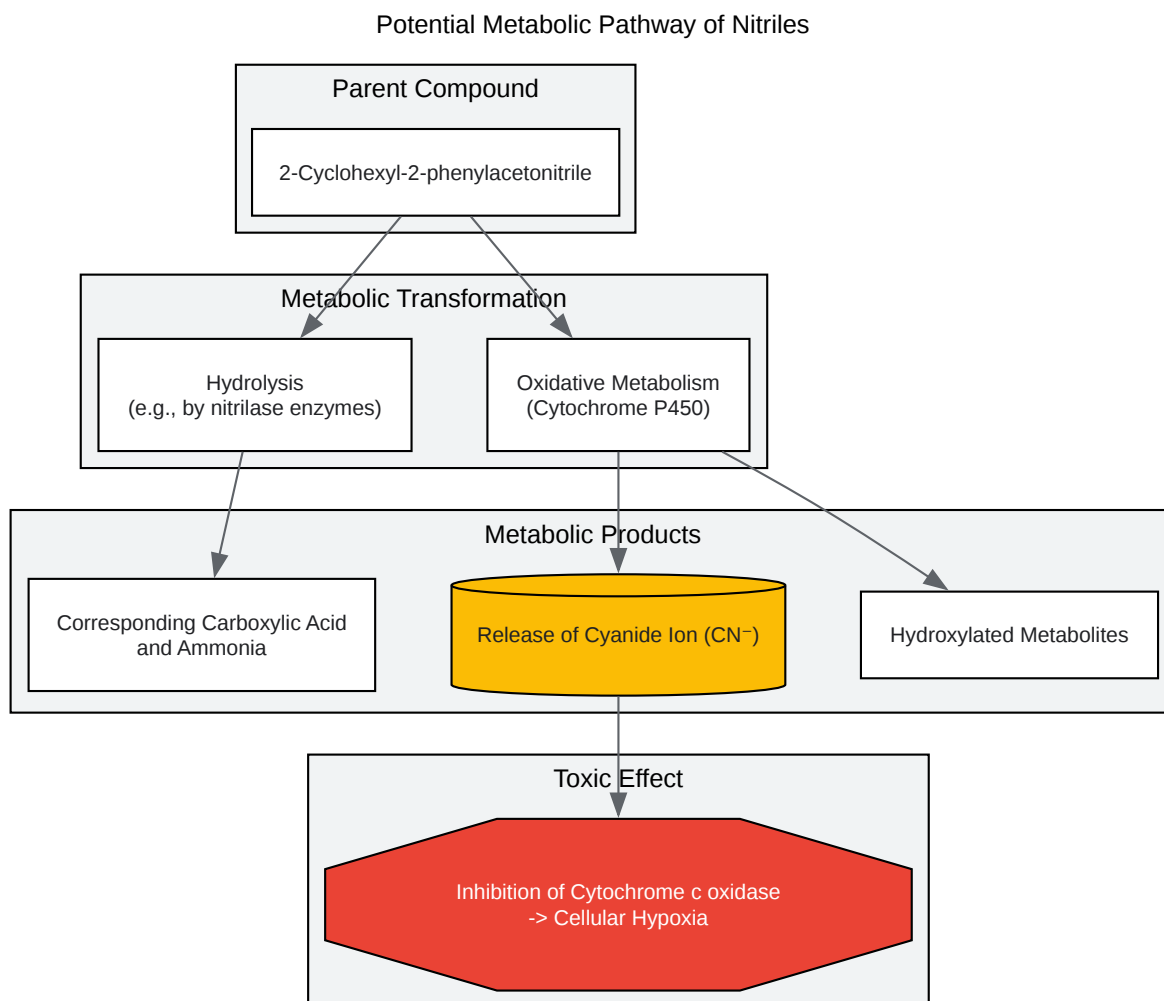 Potential Metabolic Pathway of Nitriles
Parent Compound
2-Cyclohexyl-2-phenylacetonitrile
Metabolic Transformation
Hydrolysis
(e.g., by nitrilase enzymes)
Oxidative Metabolism
(Cytochrome P450)
Metabolic Products
Corresponding Carboxylic Acid
and Ammonia
Release of Cyanide Ion (CN⁻)
Hydroxylated Metabolites
Toxic Effect
Inhibition of Cytochrome c oxidase
-> Cellular Hypoxia